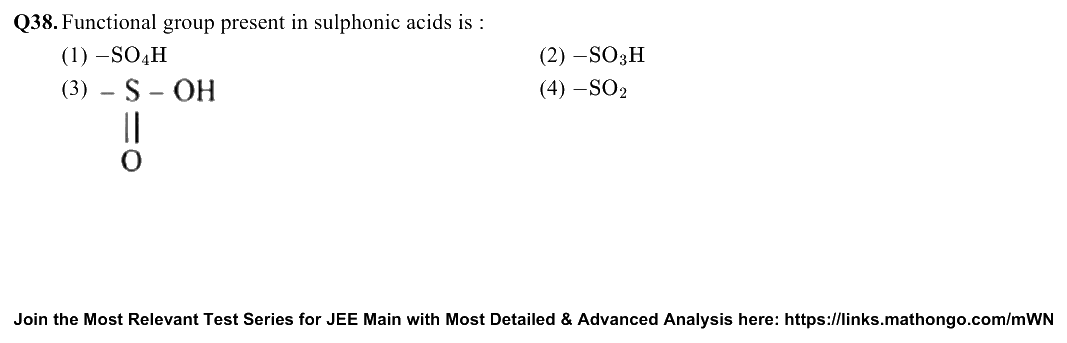 Q38. Functional group present in sulphonic acids is :
(1) −SO₄H
(2) −SO₃H
(3) – S – OH
||
O
(4) −SO₂
Join the Most Relevant Test Series for JEE Main with Most Detailed & Advanced Analysis here: https://links.mathongo.com/mWN